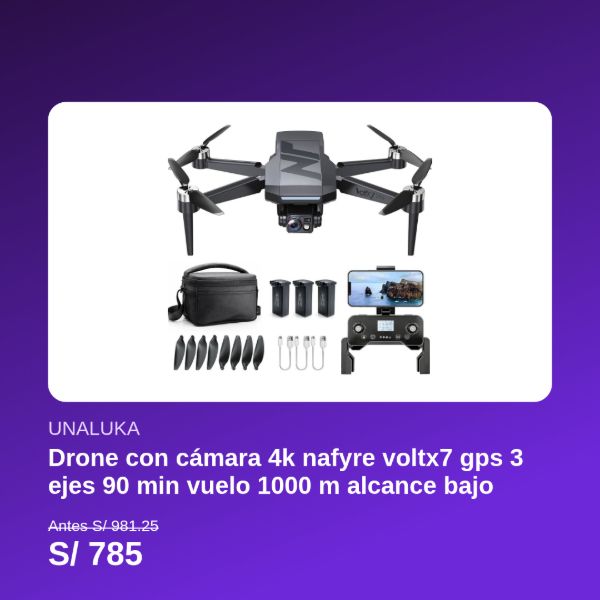 UNALUKA
Drone con cámara 4k nafyre voltx7 gps 3
ejes 90 min vuelo 1000 m alcance bajo
Antes S/ 981.25
S/ 785